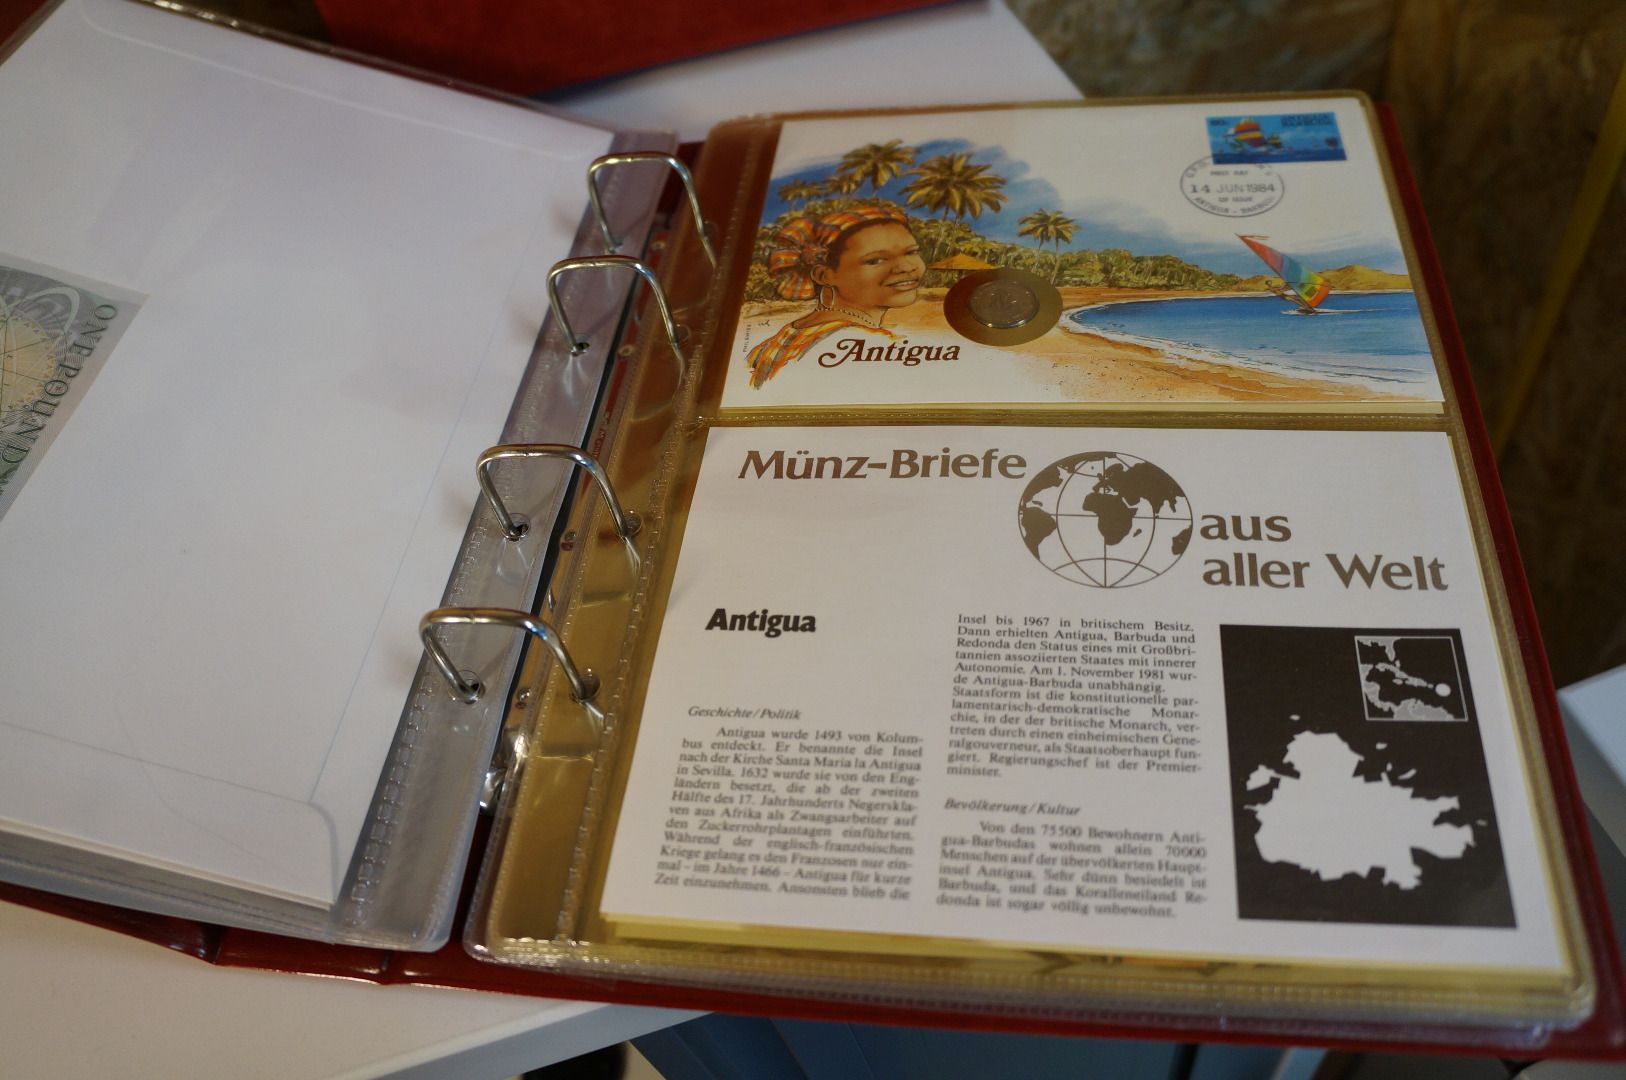 ONE POUND
ANTIGUA
BARBUDA
FIRST DAY
14 JUN 1984
OF ISSUE
ANTIGUA - BARBUDA
PHILSWISS
Antigua
Münz-Briefe
aus
aller Welt
Antigua
Geschichte/Politik
Antigua wurde 1493 von Kolum-
bus entdeckt. Er benannte die Insel
nach der Kirche Santa Maria la Antigua
in Sevilla. 1632 wurde sie von den Eng-
ländern besetzt, die ab der zweiten
Hälfte des 17. Jahrhunderts Negerskla-
ven aus Afrika als Zwangsarbeiter auf
den Zuckerrohrplantagen einführten.
Während der englisch-französischen
Kriege gelang es den Franzosen nur ein-
mal – im Jahre 1466 – Antigua für kurze
Zeit einzunehmen. Ansonsten blieb die
Insel bis 1967 in britischem Besitz.
Dann erhielten Antigua, Barbuda und
Redonda den Status eines mit Großbri-
tannien assoziierten Staates mit innerer
Autonomie. Am 1. November 1981 wur-
de Antigua-Barbuda unabhängig.
Staatsform ist die konstitutionelle par-
lamentarisch-demokratische Monar-
chie, in der der britische Monarch, ver-
treten durch einen einheimischen Gene-
ralgouverneur, als Staatsoberhaupt fun-
giert. Regierungschef ist der Premier-
minister.
Bevölkerung/Kultur
Von den 75500 Bewohnern Anti-
gua-Barbudas wohnen allein 70000
Menschen auf der übervölkerten Haupt-
insel Antigua. Sehr dünn besiedelt ist
Barbuda, und das Koralleneiland Re-
donda ist sogar völlig unbewohnt.